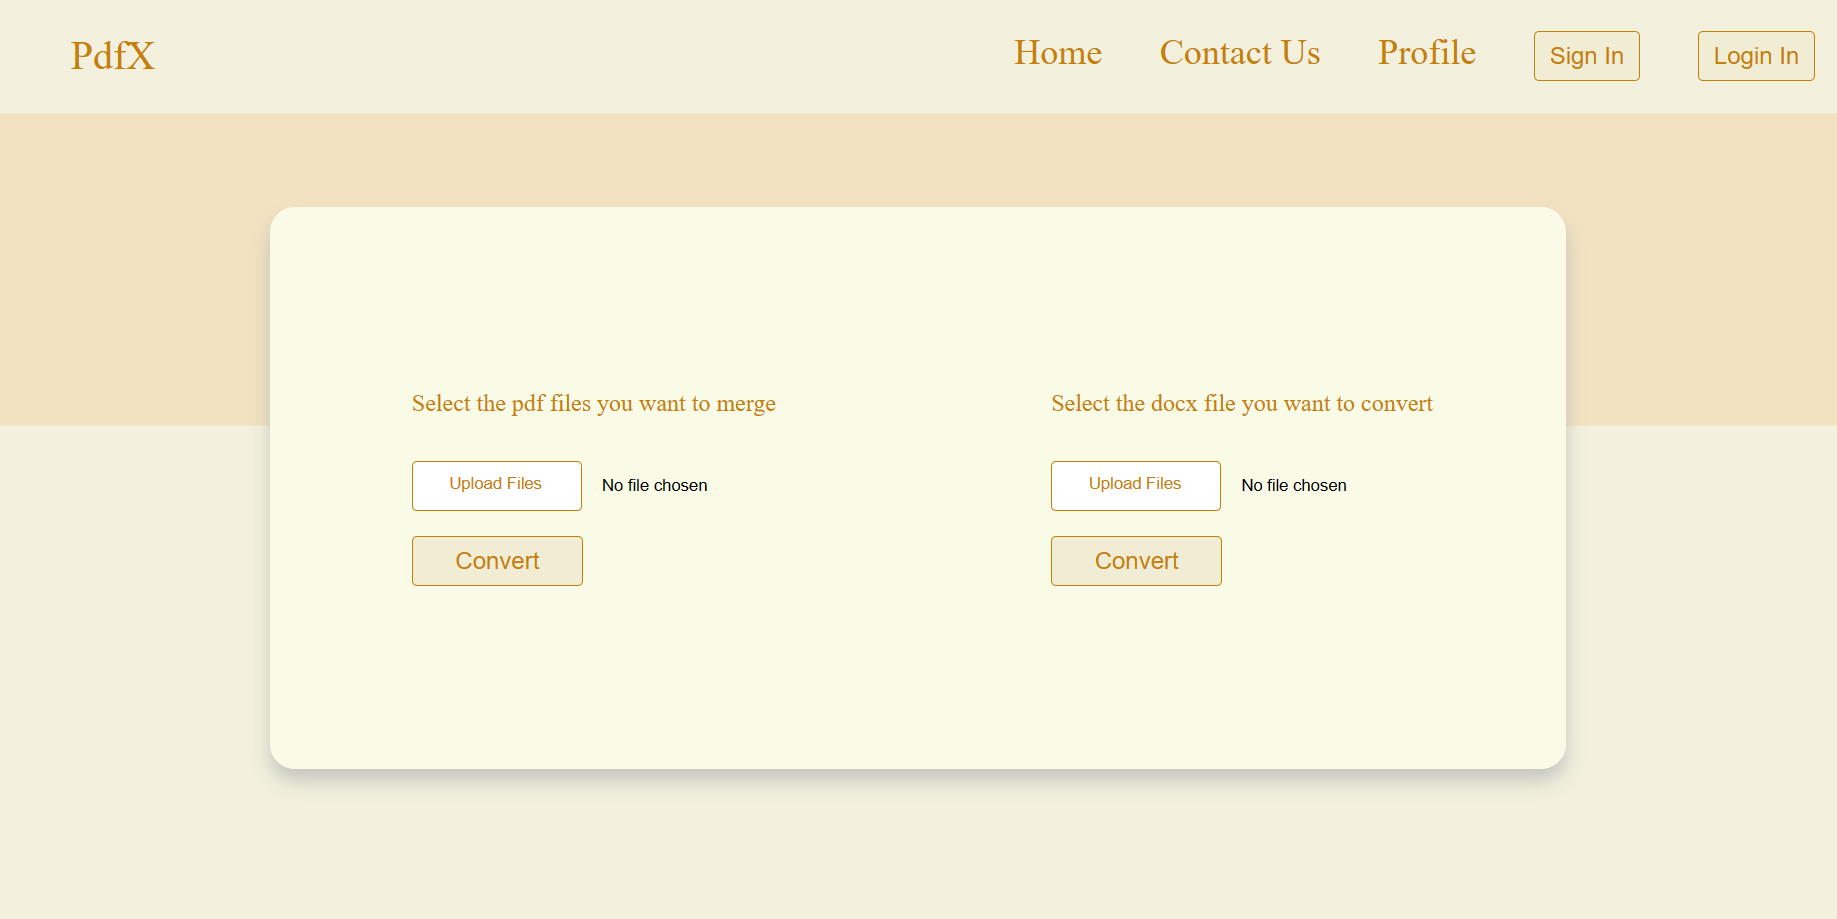 PdfX
Home Contact Us Profile Sign In Login In
Select the pdf files you want to merge
Upload Files No file chosen
Convert
Select the docx file you want to convert
Upload Files No file chosen
Convert